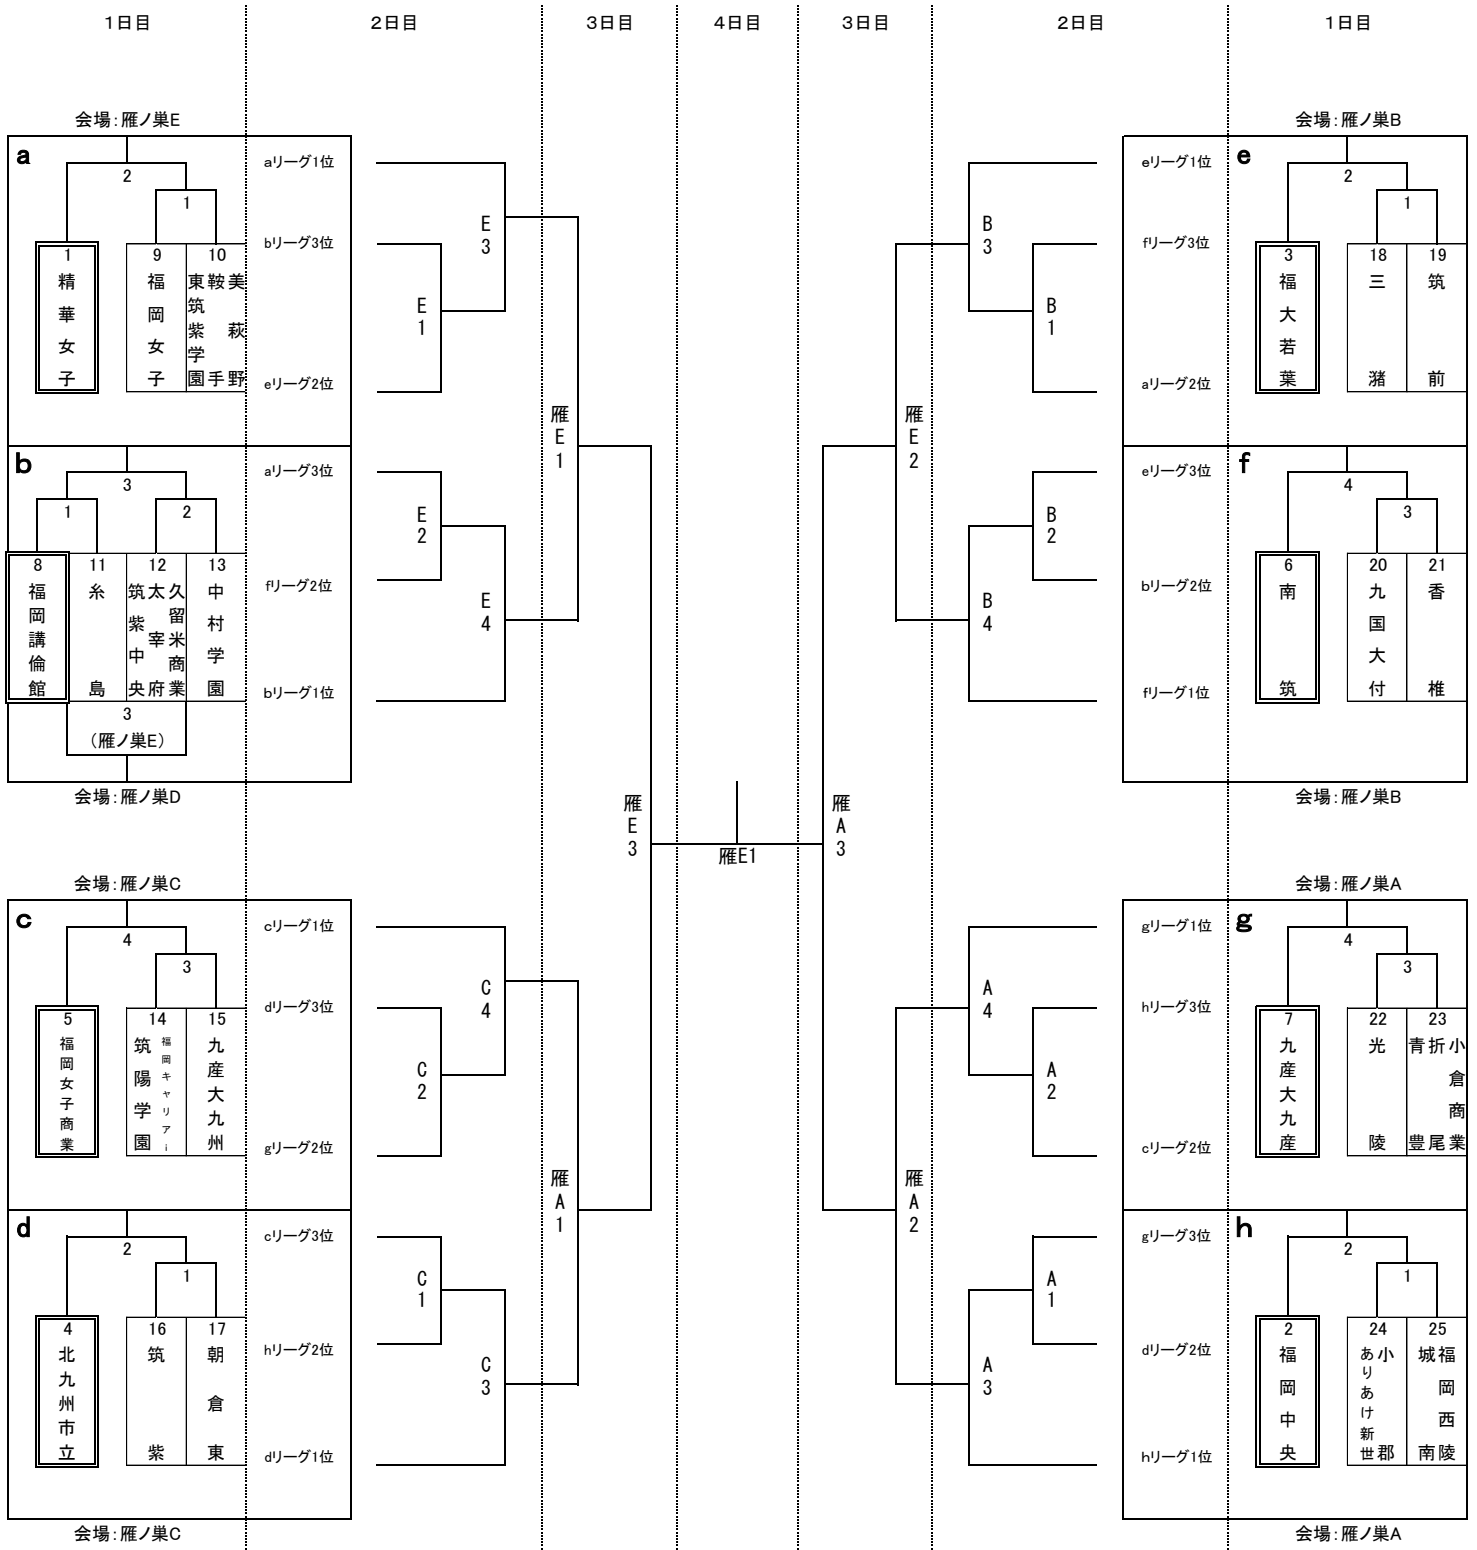 1日目
2日目
3日目
4日目
3日目
2日目
1日目
会場：雁ノ巣E
a
2
1
1
精華女子
9
福岡女子
10
美萩野
鞍手
東筑紫学園
b
3
1
2
8
福岡講倫館
11
糸島
12
久留米商業
太宰府
筑紫中央
13
中村学園
3
（雁ノ巣E）
会場：雁ノ巣D
aリーグ1位
bリーグ3位
eリーグ2位
aリーグ3位
fリーグ2位
bリーグ1位
E3
E1
E2
E4
雁E1
会場：雁ノ巣C
c
4
3
5
福岡女子商業
14
福岡キャリアi
筑陽学園
15
九産大九州
d
2
1
4
北九州市立
16
筑紫
17
朝倉東
会場：雁ノ巣C
cリーグ1位
dリーグ3位
gリーグ2位
cリーグ3位
hリーグ2位
dリーグ1位
C4
C2
C1
C3
雁A1
雁E3
雁E1
雁A3
会場：雁ノ巣B
e
2
1
3
福大若葉
18
三潴
19
筑前
f
4
3
6
南筑
20
九国大付
21
香椎
会場：雁ノ巣B
eリーグ1位
fリーグ3位
aリーグ2位
eリーグ3位
bリーグ2位
fリーグ1位
B3
B1
B2
B4
雁E2
会場：雁ノ巣A
g
4
3
7
九産大九産
22
光陵
23
小倉商業
折尾
青豊
h
2
1
2
福岡中央
24
小郡
ありあけ新世
25
福岡西陵
城南
会場：雁ノ巣A
gリーグ1位
hリーグ3位
cリーグ2位
gリーグ3位
dリーグ2位
hリーグ1位
A4
A2
A1
A3
雁A2